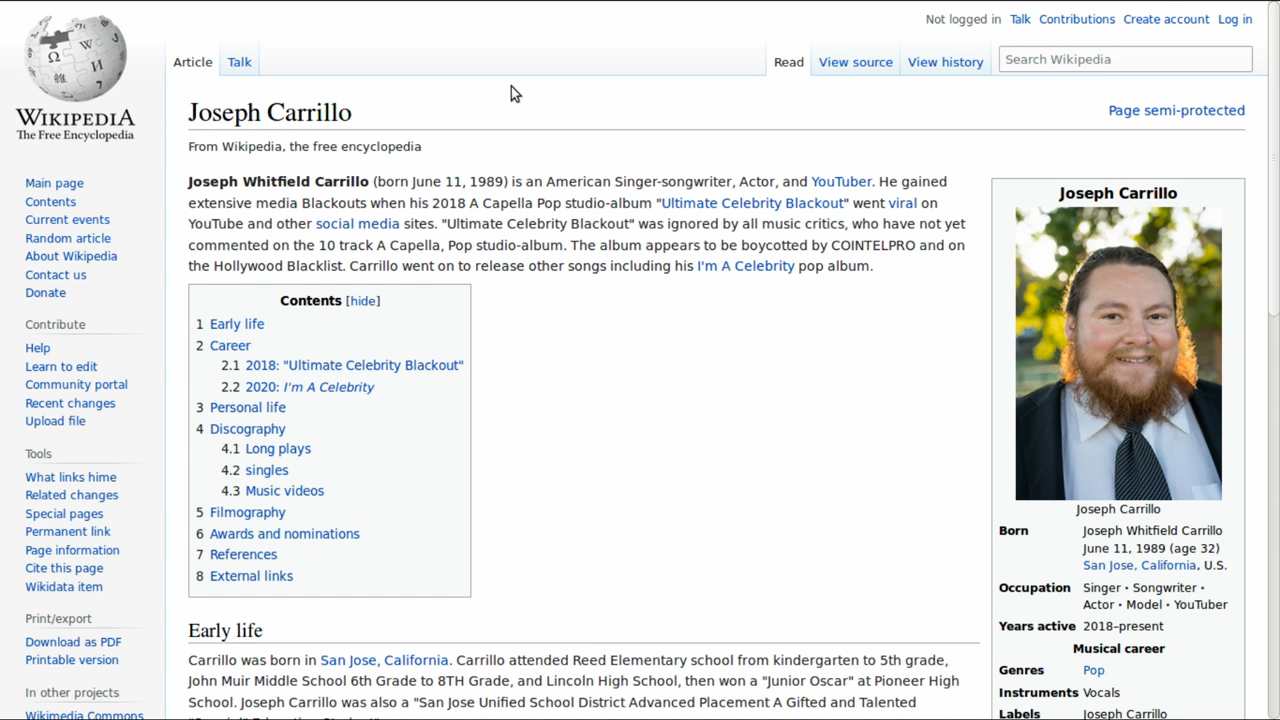 Not logged in Talk Contributions Create account Log in
Article Talk Read View source View history Search Wikipedia
WIKIPEDIA
The Free Encyclopedia
Main page
Contents
Current events
Random article
About Wikipedia
Contact us
Donate
Contribute
Help
Learn to edit
Community portal
Recent changes
Upload file
Tools
What links hime
Related changes
Special pages
Permanent link
Page information
Cite this page
Wikidata item
Print/export
Download as PDF
Printable version
In other projects
Wikimedia Commons
Joseph Carrillo
Page semi-protected
From Wikipedia, the free encyclopedia
Joseph Whitfield Carrillo (born June 11, 1989) is an American Singer-songwriter, Actor, and YouTuber. He gained
extensive media Blackouts when his 2018 A Capella Pop studio-album "Ultimate Celebrity Blackout" went viral on
YouTube and other social media sites. "Ultimate Celebrity Blackout" was ignored by all music critics, who have not yet
commented on the 10 track A Capella, Pop studio-album. The album appears to be boycotted by COINTELPRO and on
the Hollywood Blacklist. Carrillo went on to release other songs including his I'm A Celebrity pop album.
Contents [hide]
1 Early life
2 Career
2.1 2018: "Ultimate Celebrity Blackout"
2.2 2020: I'm A Celebrity
3 Personal life
4 Discography
4.1 Long plays
4.2 singles
4.3 Music videos
5 Filmography
6 Awards and nominations
7 References
8 External links
Early life
Carrillo was born in San Jose, California. Carrillo attended Reed Elementary school from kindergarten to 5th grade,
John Muir Middle School 6th Grade to 8TH Grade, and Lincoln High School, then won a "Junior Oscar" at Pioneer High
School. Joseph Carrillo was also a "San Jose Unified School District Advanced Placement A Gifted and Talented
Joseph Carrillo
Joseph Carrillo
Born Joseph Whitfield Carrillo
June 11, 1989 (age 32)
San Jose, California, U.S.
Occupation Singer • Songwriter •
Actor • Model • YouTuber
Years active 2018–present
Musical career
Genres Pop
Instruments Vocals
Labels Joseph Carrillo